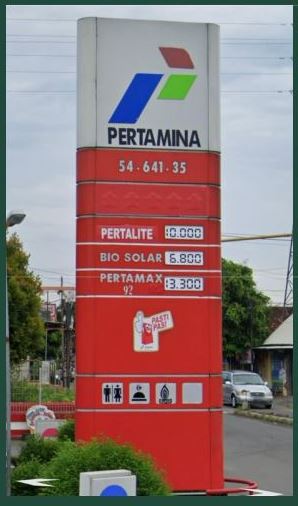 PERTAMINA
54-641-35
PERTALITE 10.000
BIO SOLAR 6.800
PERTAMAX 13.300
92
PASTI
PAS!